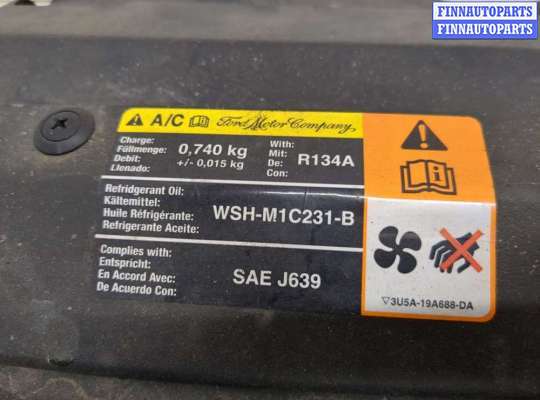 FINNAUTOPARTS
FINNAUTOPARTS
A/C Ford Motor Company
Charge:
Füllmenge:
Debit:
Llenado:
0,740 kg
+/- 0,015 kg
With:
Mit:
De:
Con:
R134A
Refridgerant Oil:
Kältemittel:
Huile Réfrigérante:
Refrigerante Aceite:
WSH-M1C231-B
Complies with:
Entspricht:
En Accord Avec:
De Acuerdo Con:
SAE J639
3U5A-19A688-DA